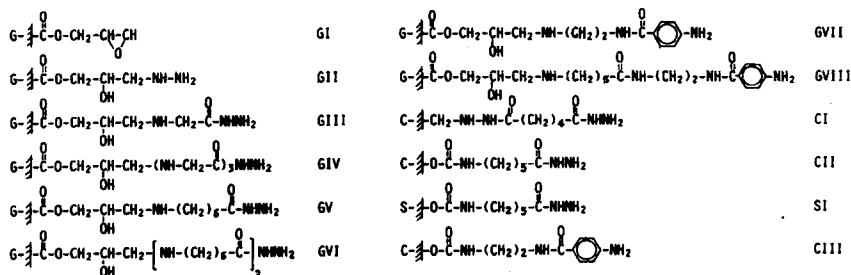 O
G-C-O-CH₂-CH-CH GI
O
G-C-O-CH₂-CH-CH₂-NH-NH₂ GII
OH
O O
G-C-O-CH₂-CH-CH₂-NH-CH₂-C-NHNH₂ GIII
OH
O O
G-C-O-CH₂-CH-CH₂-(NH-CH₂-C)₃NHNH₂ GIV
OH
O O
G-C-O-CH₂-CH-CH₂-NH-(CH₂)₅-C-NHNH₂ GV
OH
O O
G-C-O-CH₂-CH-CH₂-[NH-(CH₂)₅-C]₂NHNH₂ GVI
OH
O O
G-C-O-CH₂-CH-CH₂-NH-(CH₂)₂-NH-C-NH₂ GVII
OH
O O O
G-C-O-CH₂-CH-CH₂-NH-(CH₂)₅-C-NH-(CH₂)₂-NH-C-NH₂ GVIII
OH
O O
C-CH₂-NH-NH-C-(CH₂)₄-C-NHNH₂ CI
O O
C-O-C-NH-(CH₂)₅-C-NHNH₂ CII
O O
S-O-C-NH-(CH₂)₅-C-NHNH₂ SI
O O
C-O-C-NH-(CH₂)₂-NH-C-NH₂ CIII